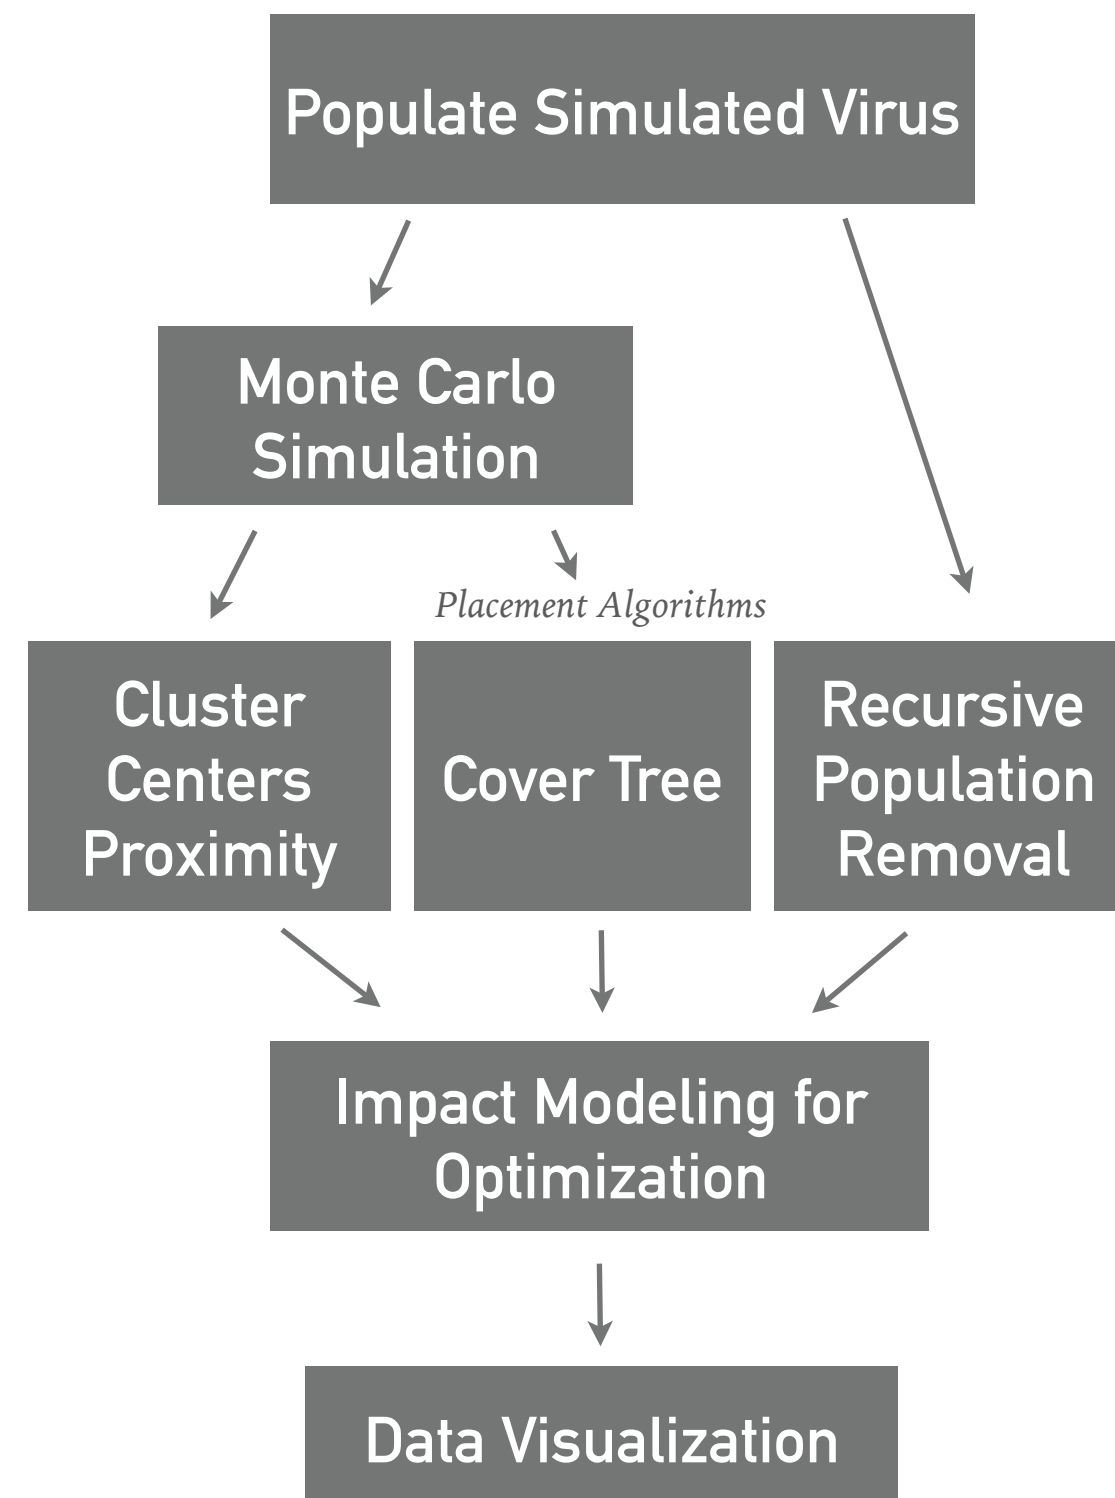 Populate Simulated Virus
Monte Carlo
Simulation
Placement Algorithms
Cluster
Centers
Proximity
Cover Tree
Recursive
Population
Removal
Impact Modeling for
Optimization
Data Visualization